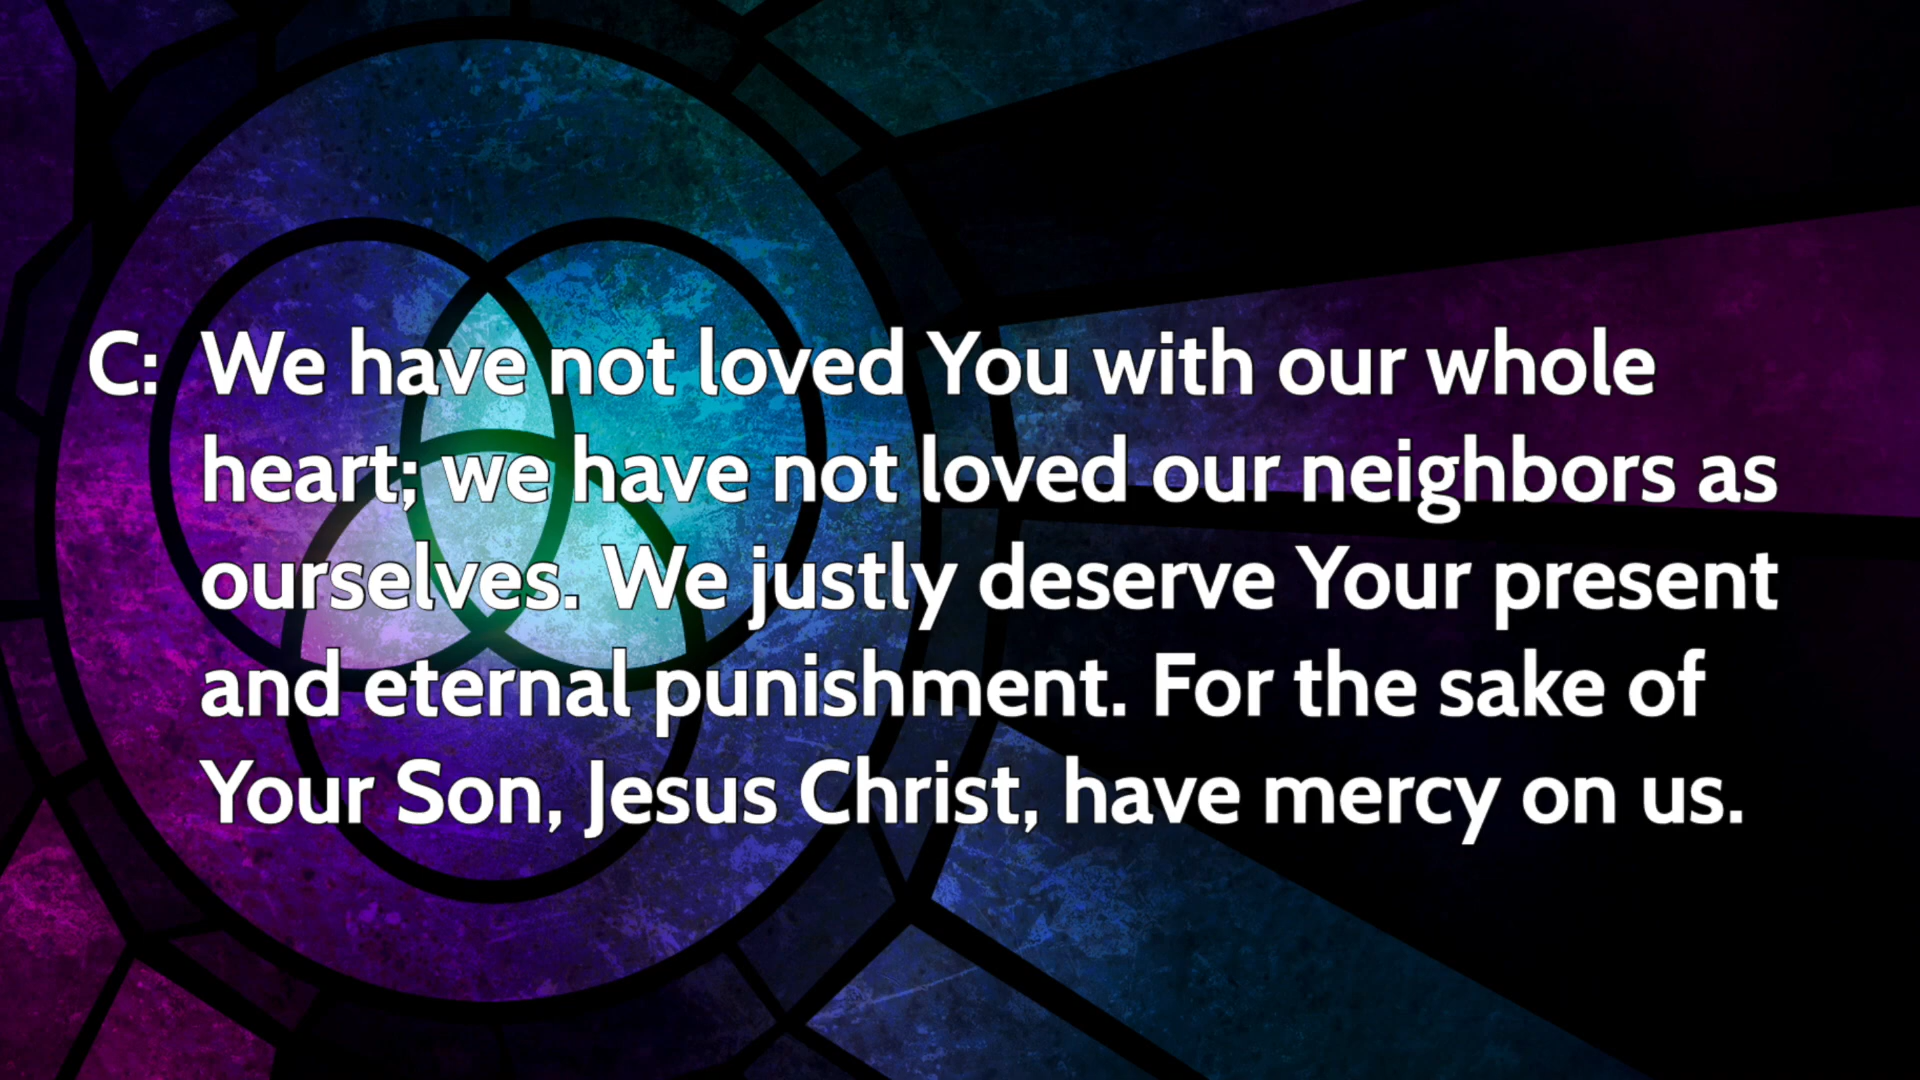 C: We have not loved You with our whole
heart; we have not loved our neighbors as
ourselves. We justly deserve Your present
and eternal punishment. For the sake of
Your Son, Jesus Christ, have mercy on us.